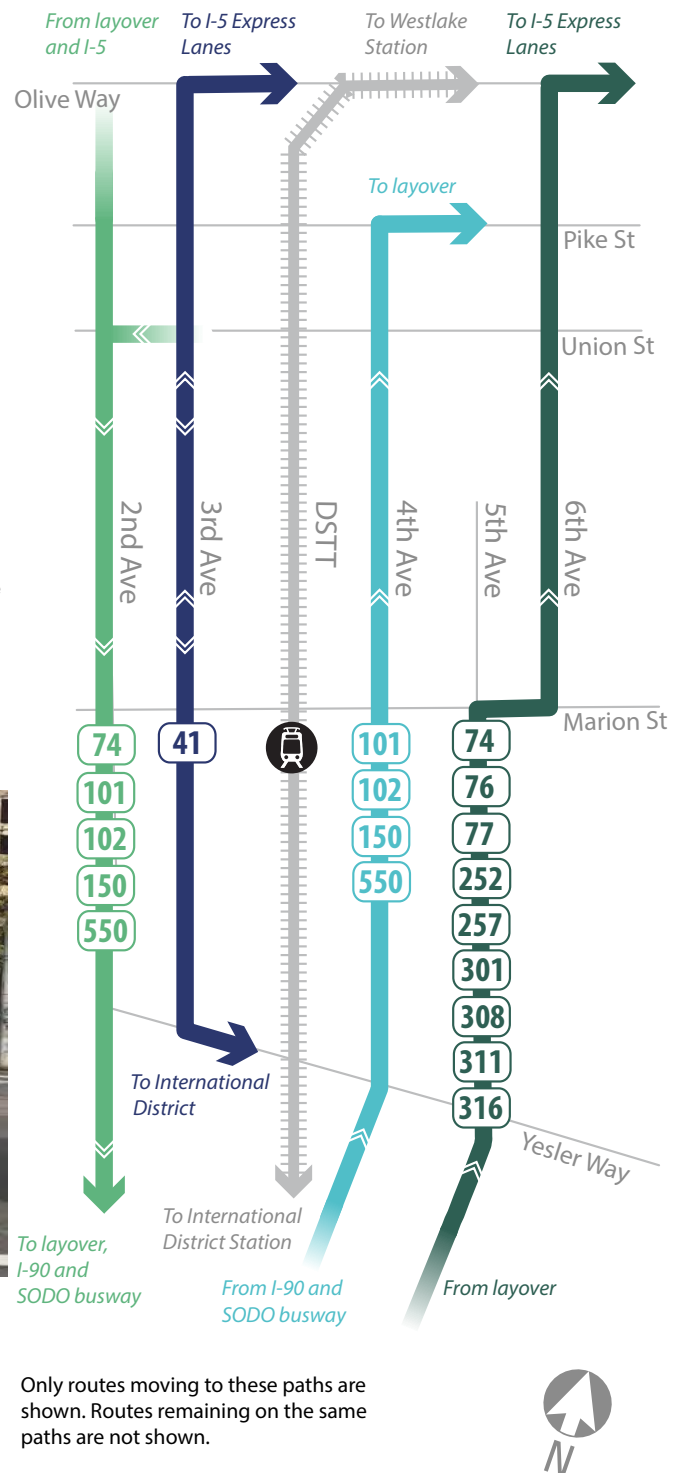 From layover
and I-5
To I-5 Express
Lanes
To Westlake
Station
To I-5 Express
Lanes
Olive Way
To layover
Pike St
Union St
2nd Ave
3rd Ave
DSTT
4th Ave
5th Ave
6th Ave
Marion St
74
101
102
150
550
41
101
102
150
550
74
76
77
252
257
301
308
311
316
To International
District
Yesler Way
To International
District Station
To layover,
I-90 and
SODO busway
From I-90 and
SODO busway
From layover
Only routes moving to these paths are
shown. Routes remaining on the same
paths are not shown.
N